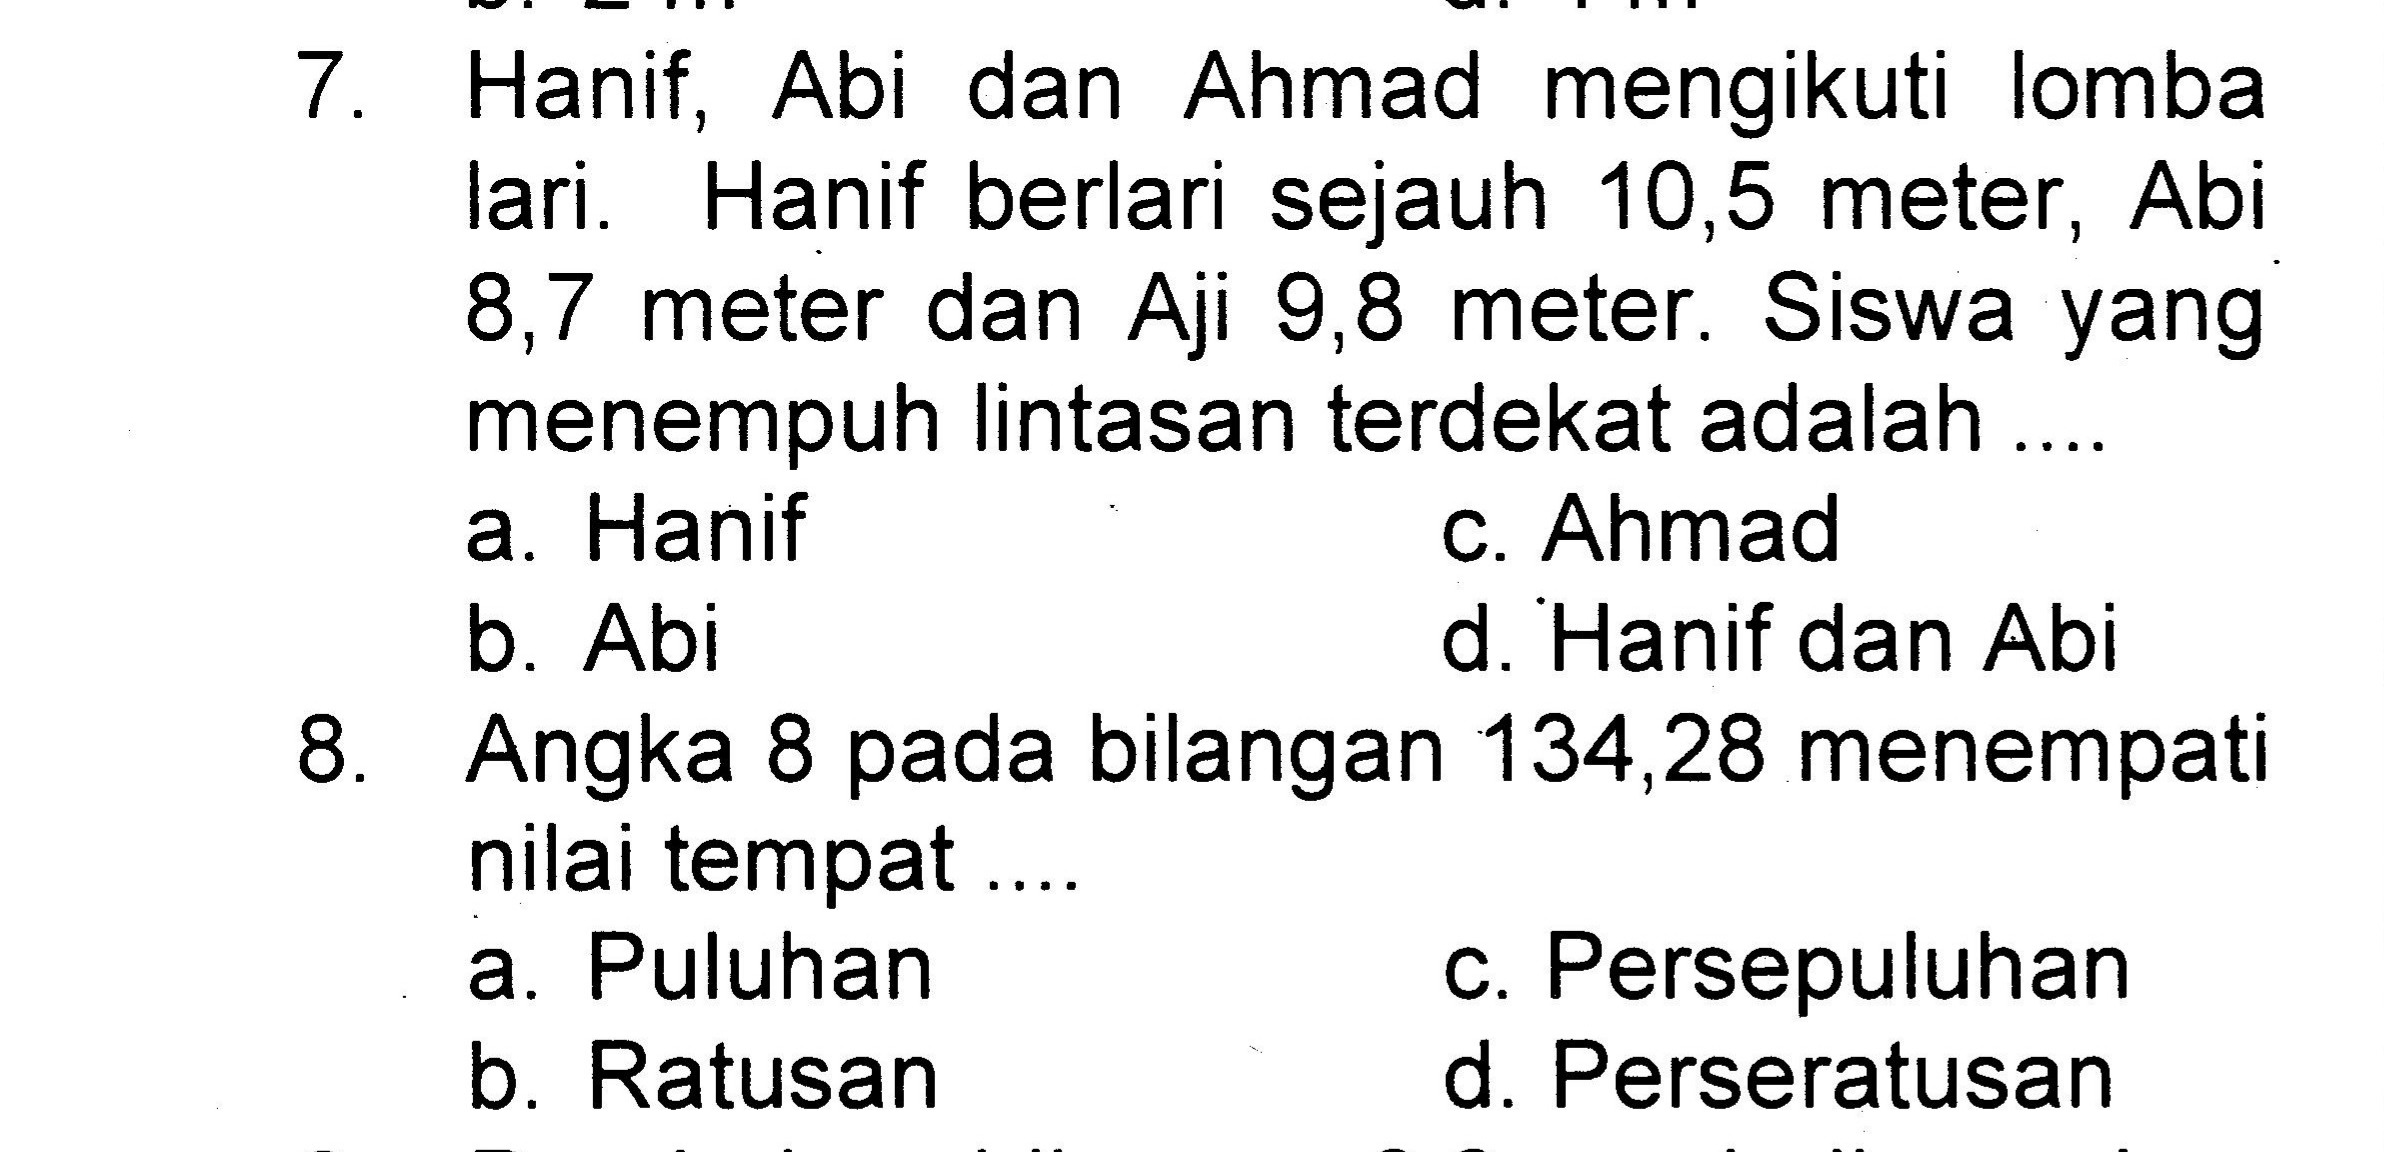 7. Hanif, Abi dan Ahmad mengikuti lomba
lari. Hanif berlari sejauh 10,5 meter, Abi
8,7 meter dan Aji 9,8 meter. Siswa yang
menempuh lintasan terdekat adalah ....
a. Hanif c. Ahmad
b. Abi d. Hanif dan Abi
8. Angka 8 pada bilangan 134,28 menempati
nilai tempat ....
a. Puluhan c. Persepuluhan
b. Ratusan d. Perseratusan